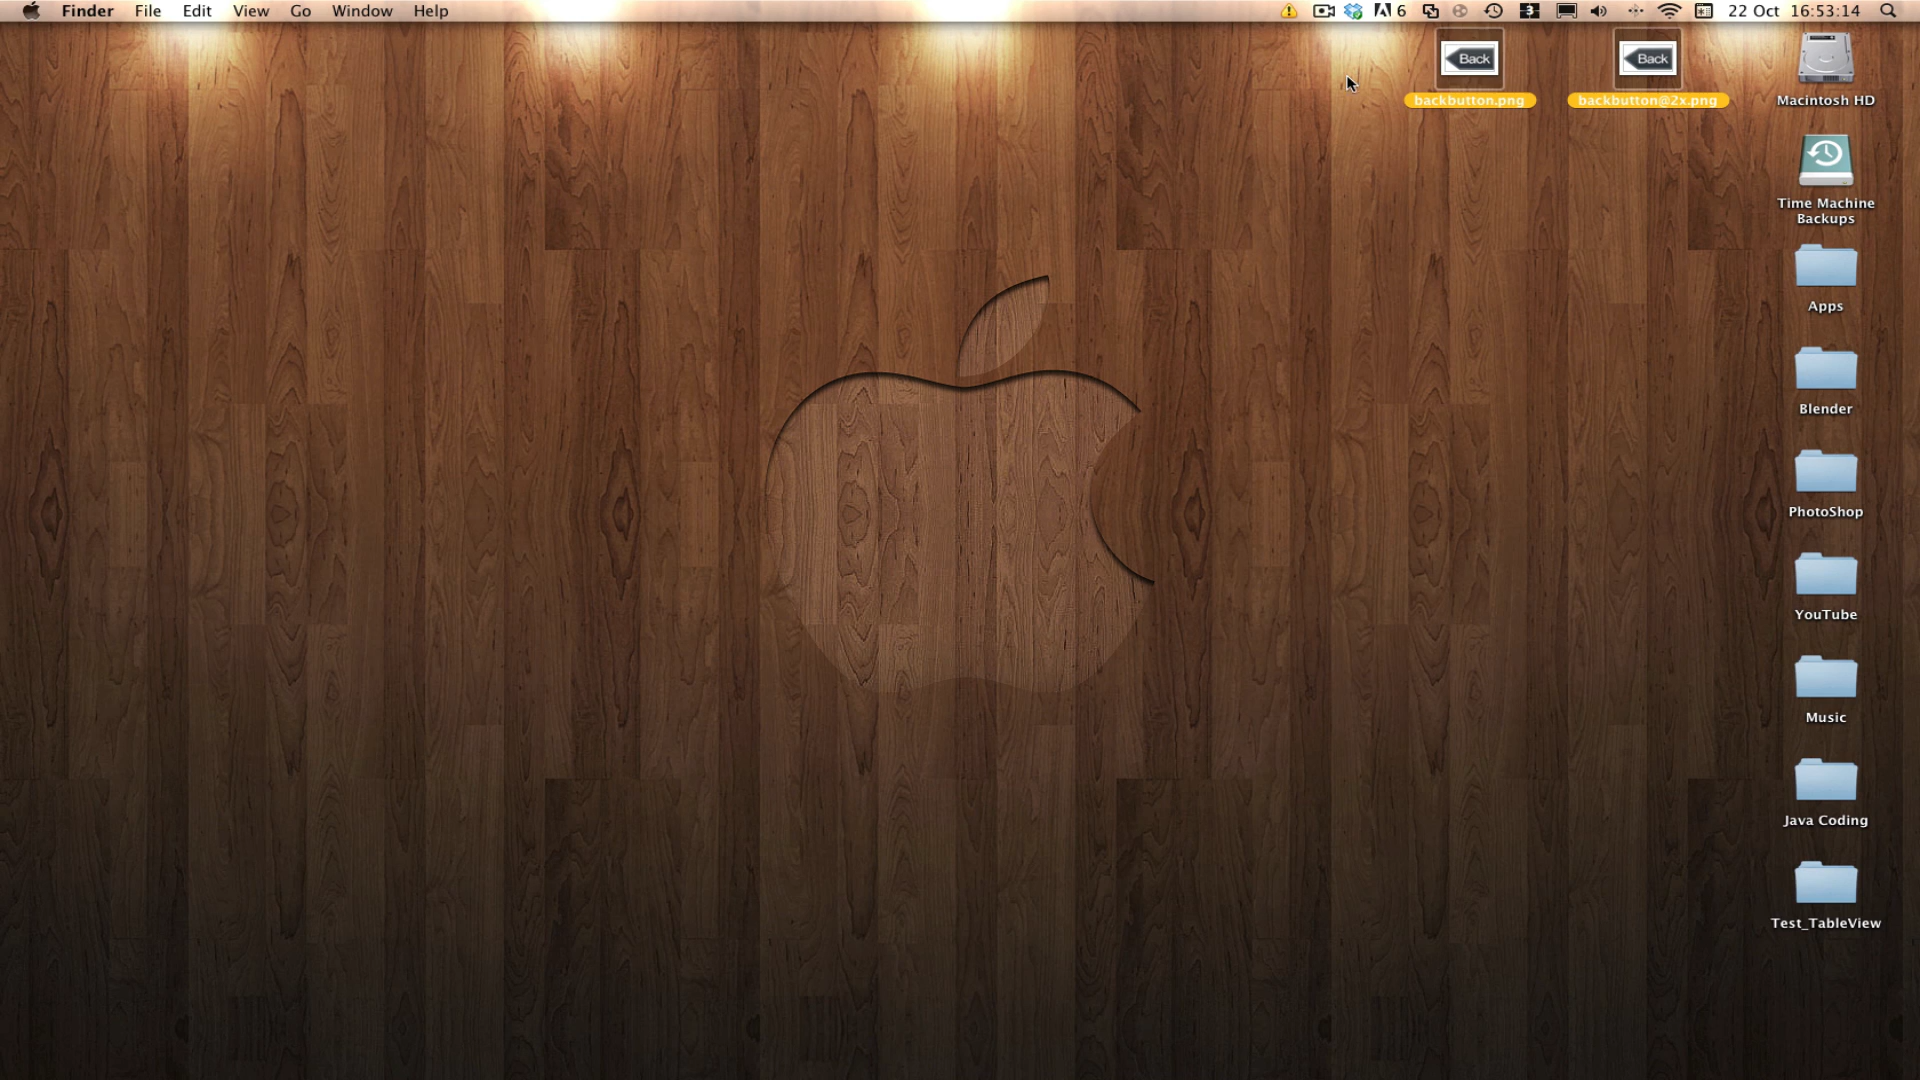 Finder File Edit View Go Window Help 6 3 22 Oct 16:53:14
Back
Back
backbutton.png
backbutton@2x.png
Macintosh HD
Time Machine
Backups
Apps
Blender
PhotoShop
YouTube
Music
Java Coding
Test_TableView